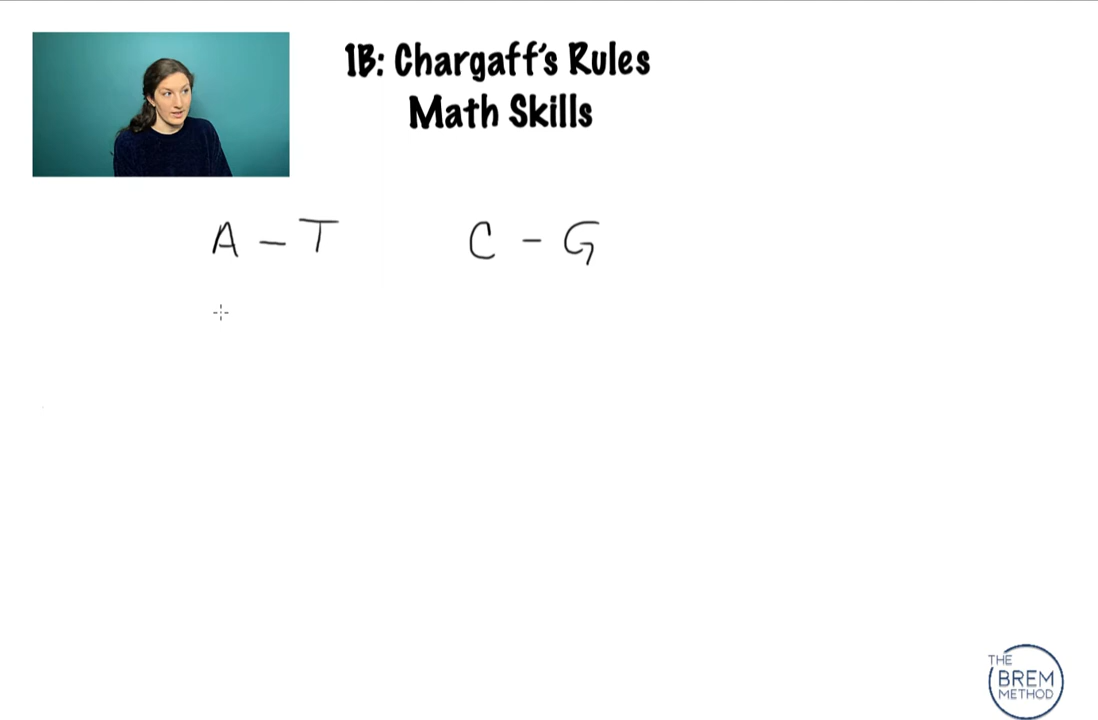 1B: Chargaff's Rules
Math Skills
A – T C – G
THE
BREM
METHOD